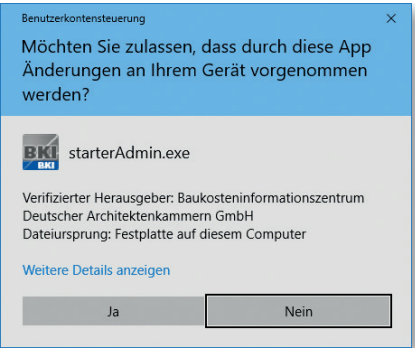 Benutzerkontensteuerung
Möchten Sie zulassen, dass durch diese App
Änderungen an Ihrem Gerät vorgenommen
werden?
BKI
BKI
starterAdmin.exe
Verifizierter Herausgeber: Baukosteninformationszentrum
Deutscher Architektenkammern GmbH
Dateiursprung: Festplatte auf diesem Computer
Weitere Details anzeigen
Ja
Nein